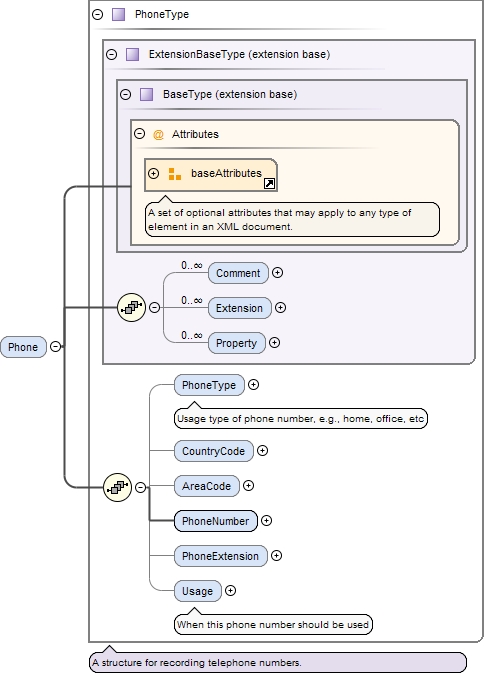 PhoneType
ExtensionBaseType (extension base)
BaseType (extension base)
@ Attributes
baseAttributes
A set of optional attributes that may apply to any type of
element in an XML document.
0..∞
Comment
0..∞
Extension
0..∞
Property
Phone
PhoneType
Usage type of phone number, e.g., home, office, etc
CountryCode
AreaCode
PhoneNumber
PhoneExtension
Usage
When this phone number should be used
A structure for recording telephone numbers.